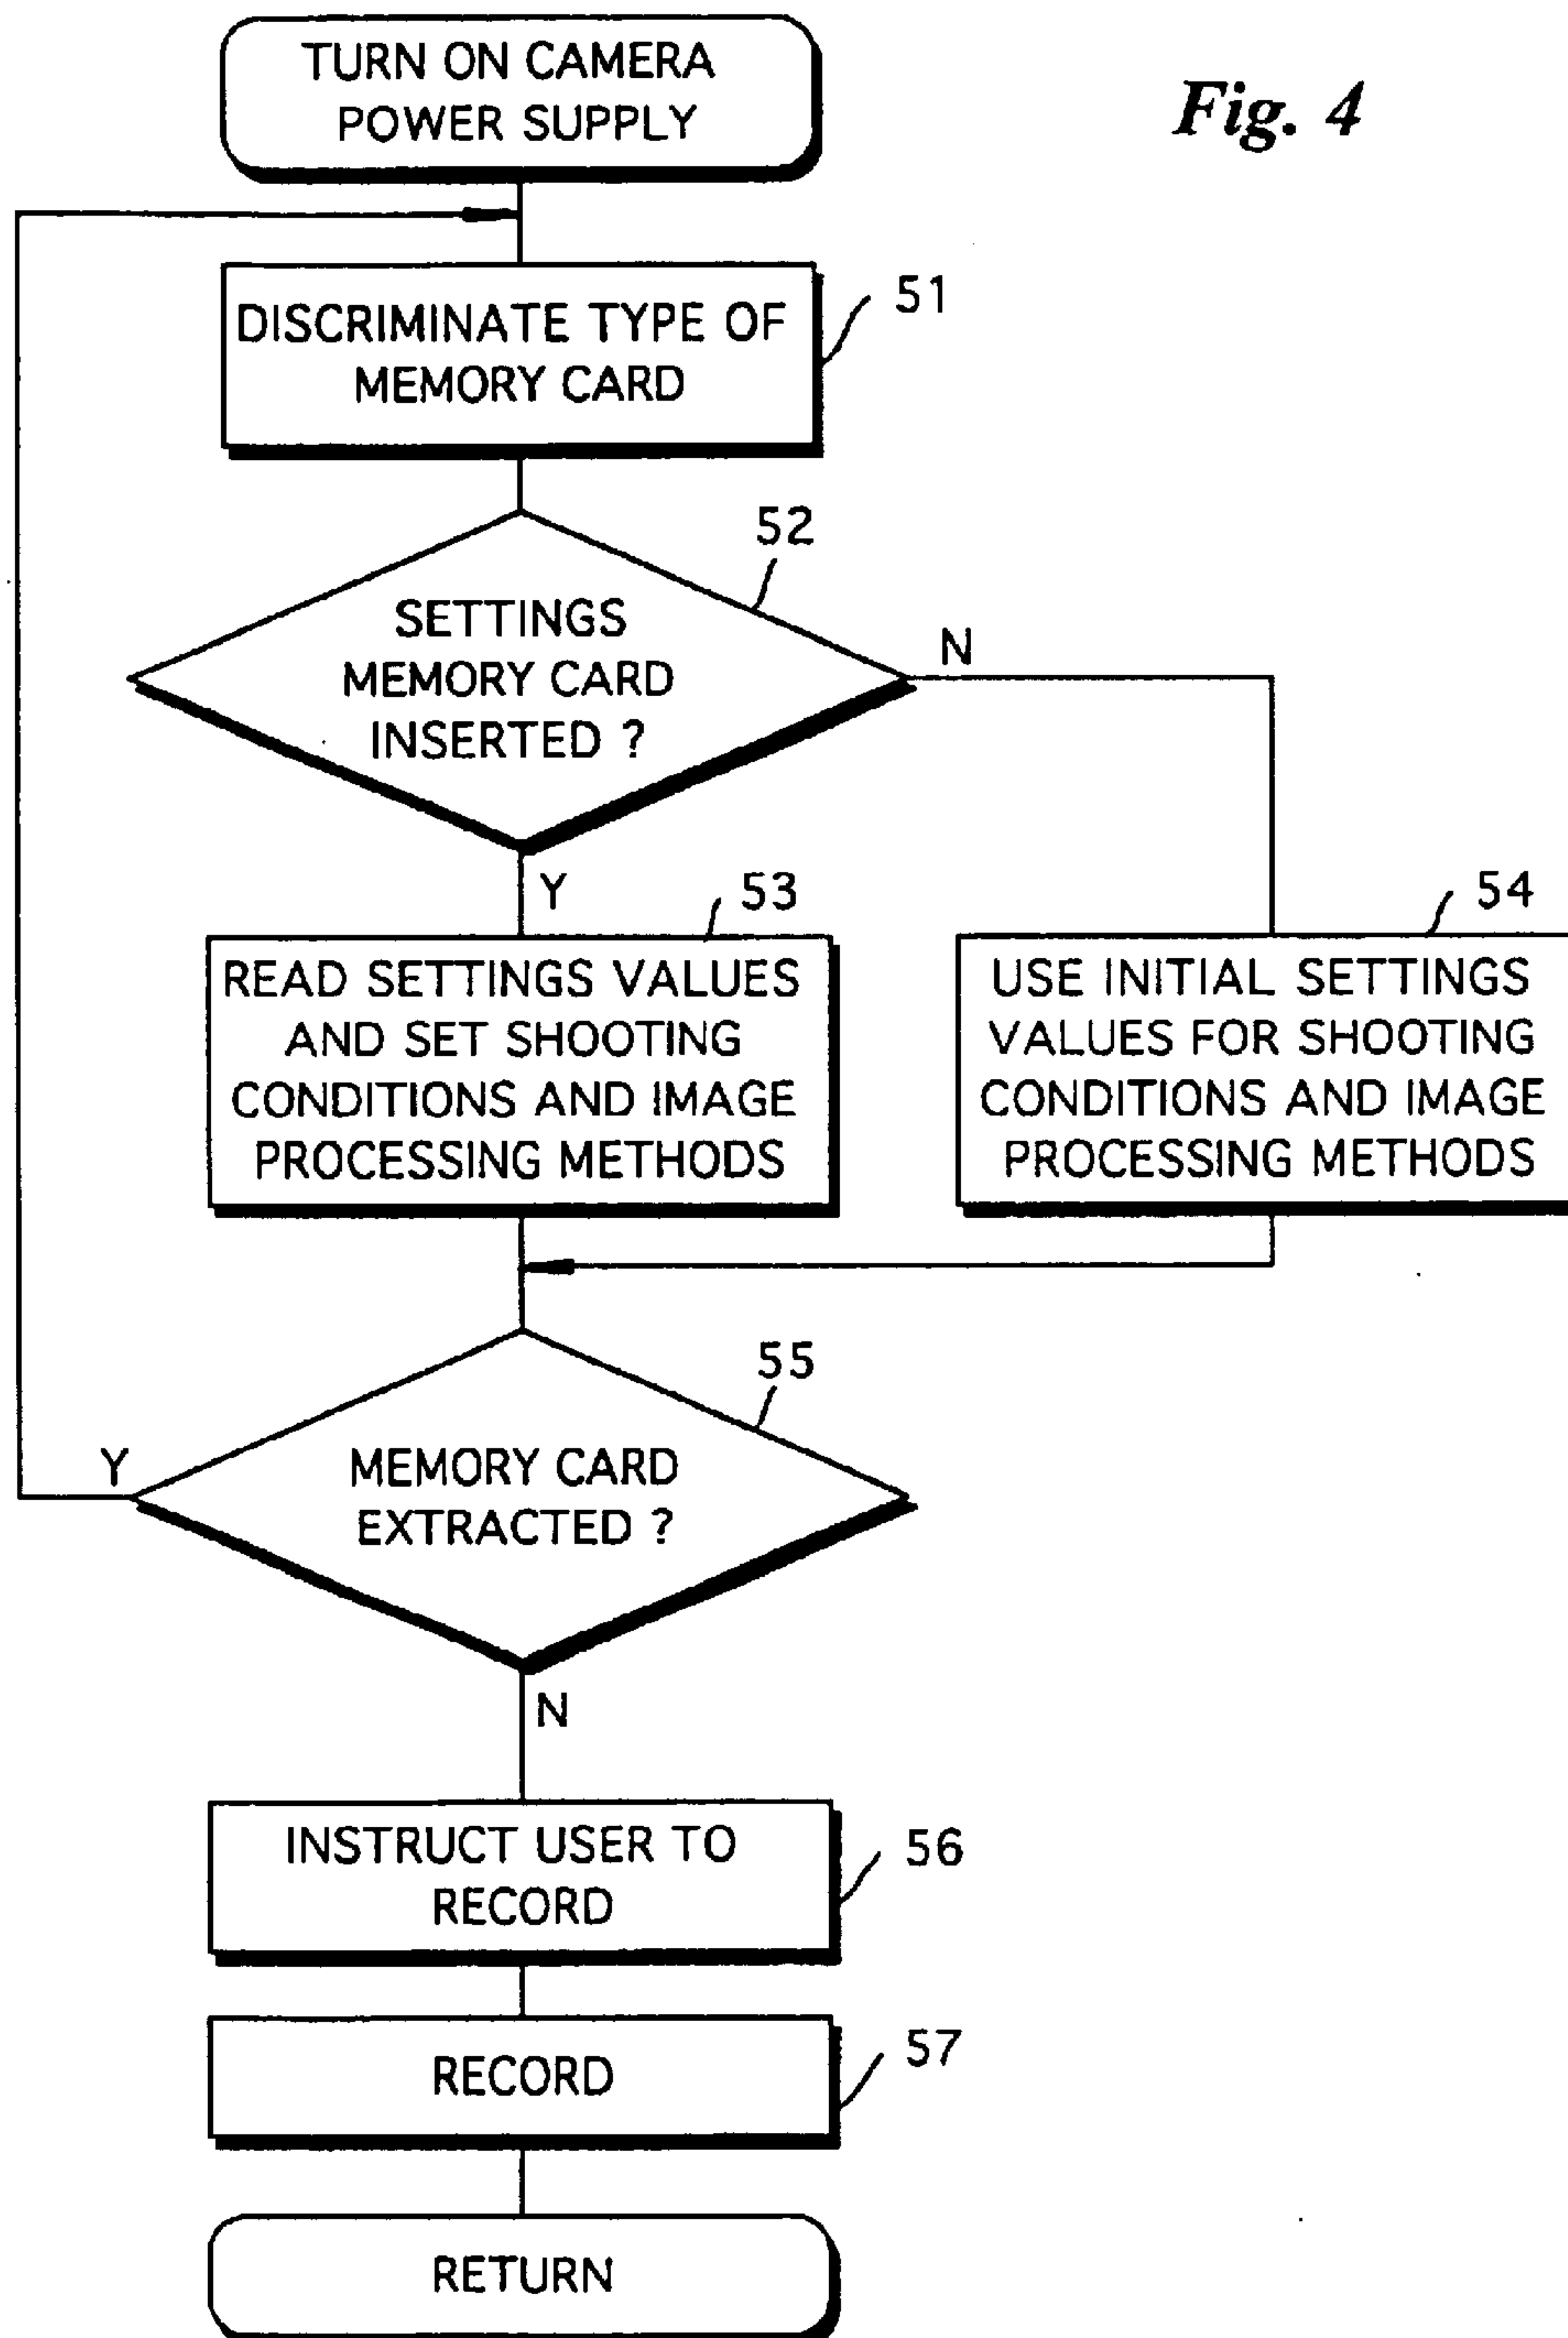 TURN ON CAMERA
POWER SUPPLY
Fig. 4
DISCRIMINATE TYPE OF
MEMORY CARD
51
52
SETTINGS
MEMORY CARD
INSERTED ?
N
Y
53
54
READ SETTINGS VALUES
AND SET SHOOTING
CONDITIONS AND IMAGE
PROCESSING METHODS
USE INITIAL SETTINGS
VALUES FOR SHOOTING
CONDITIONS AND IMAGE
PROCESSING METHODS
55
Y
MEMORY CARD
EXTRACTED ?
N
INSTRUCT USER TO
RECORD
56
RECORD
57
RETURN